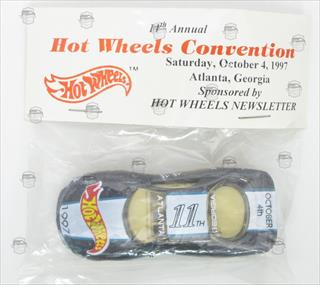 11th Annual
Hot Wheels Convention
Saturday, October 4, 1997
Atlanta, Georgia
Sponsored by
HOT WHEELS NEWSLETTER
Hot Wheels
1997
Hot Wheels
ATLANTA
11TH
OCTOBER
4th